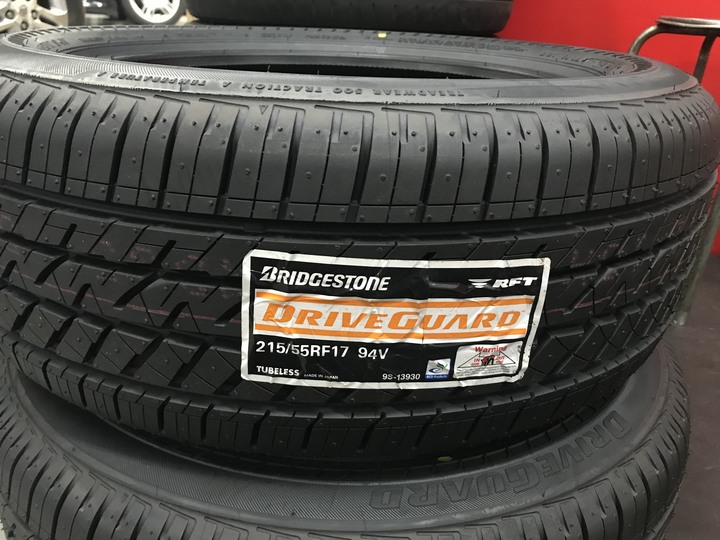 TREADWEAR 500 TRACTION A TEMPERATURE A
BRIDGESTONE RFT
DRIVEGUARD
215/55RF17 94V
TUBELESS MADE IN JAPAN 9S-13930
Warning
DRIVEGUARD